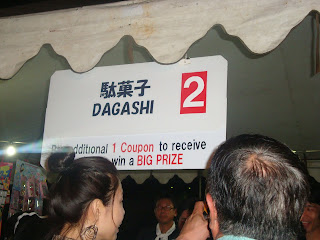 駄菓子
2
DAGASHI
additional 1 Coupon to receive
win a BIG PRIZE